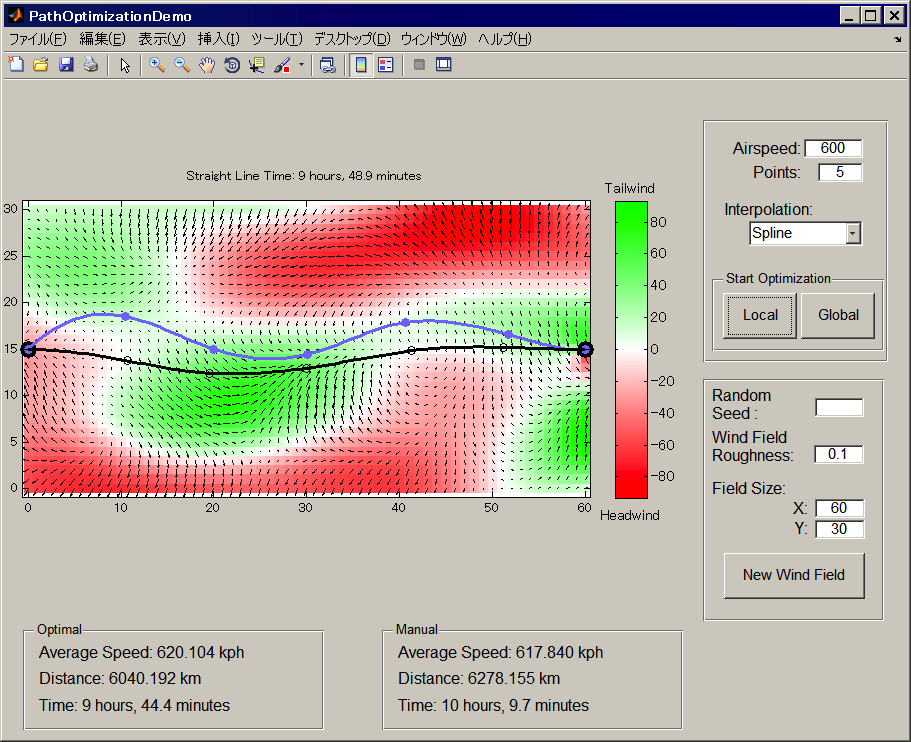 PathOptimizationDemo
ファイル(F) 編集(E) 表示(V) 挿入(I) ツール(T) デスクトップ(D) ウィンドウ(W) ヘルプ(H)
Straight Line Time: 9 hours, 48.9 minutes
30
25
20
15
10
5
0
0 10 20 30 40 50 60
Tailwind
80
60
40
20
0
−20
−40
−60
−80
Headwind
Airspeed: 600
Points: 5
Interpolation:
Spline
Start Optimization
Local Global
Random
Seed :
Wind Field
Roughness: 0.1
Field Size:
X: 60
Y: 30
New Wind Field
Optimal
Average Speed: 620.104 kph
Distance: 6040.192 km
Time: 9 hours, 44.4 minutes
Manual
Average Speed: 617.840 kph
Distance: 6278.155 km
Time: 10 hours, 9.7 minutes